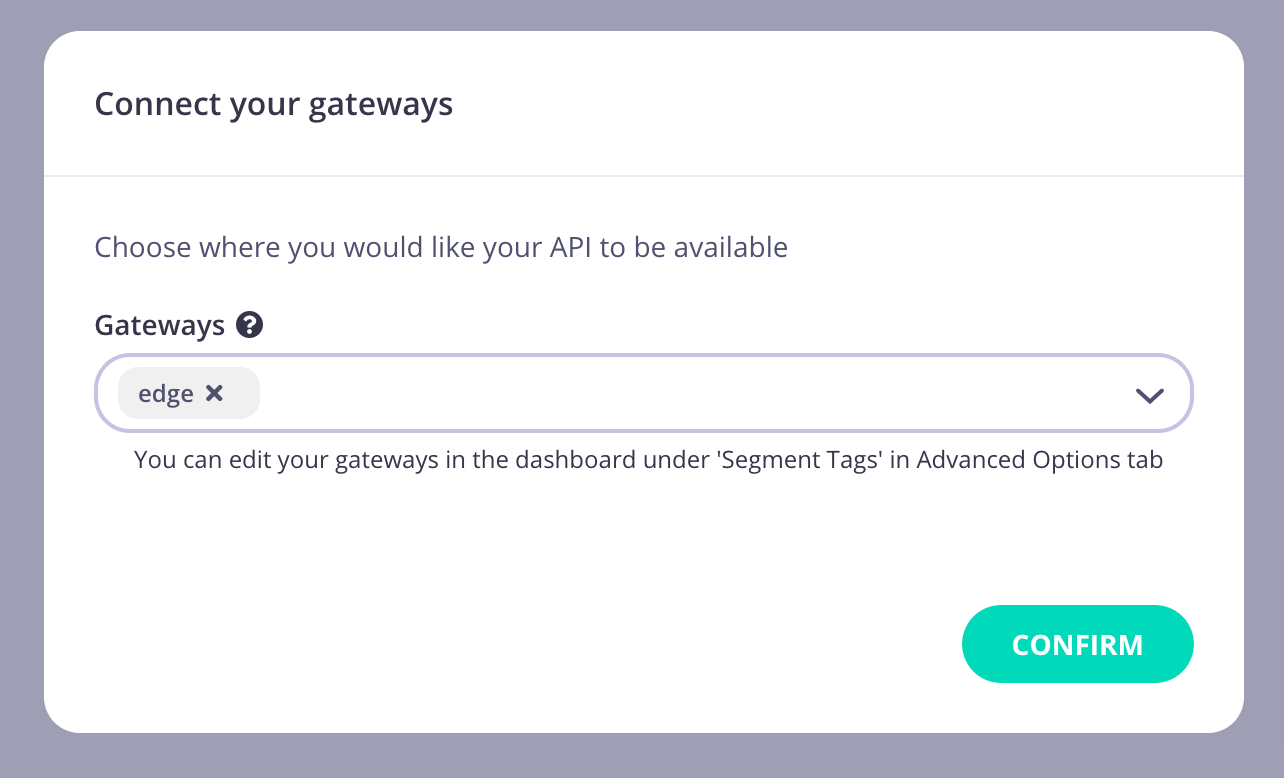 Connect your gateways
Choose where you would like your API to be available
Gateways ?
edge
You can edit your gateways in the dashboard under 'Segment Tags' in Advanced Options tab
CONFIRM